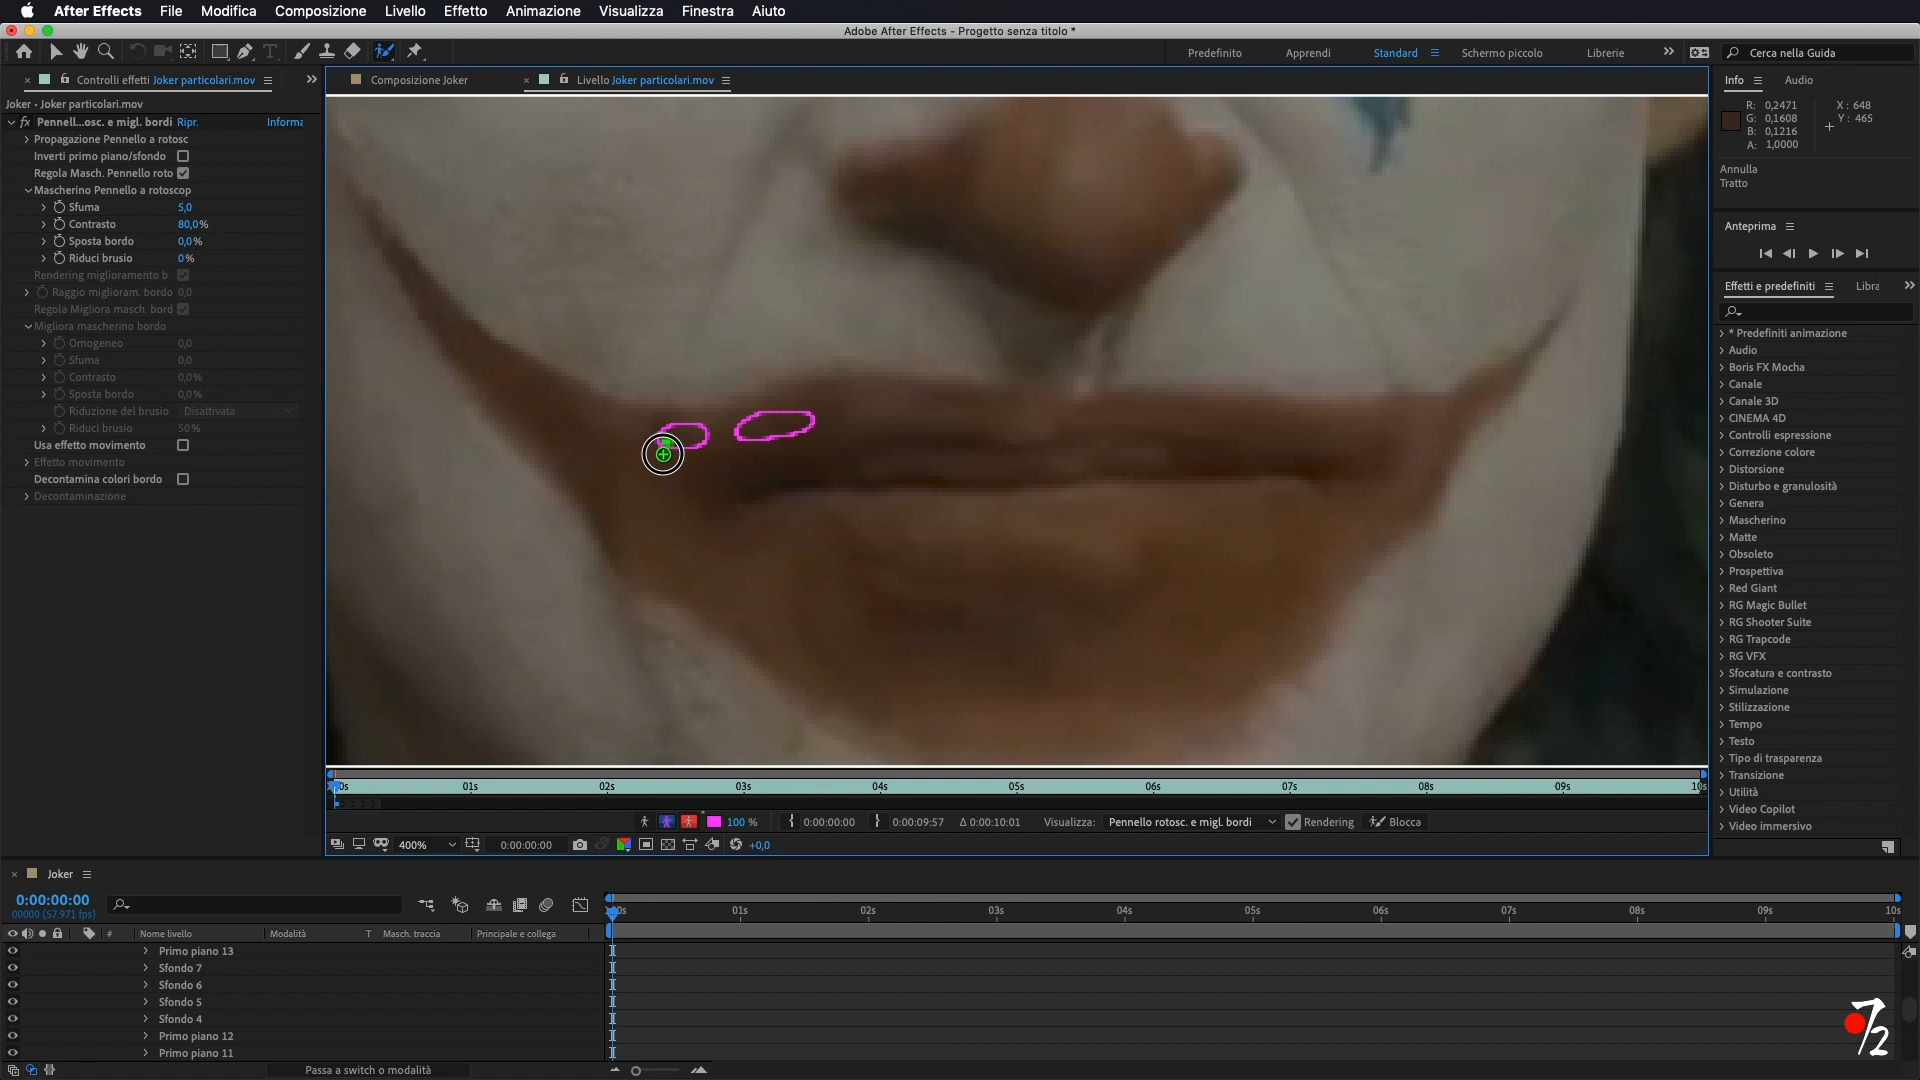 After Effects File Modifica Composizione Livello Effetto Animazione Visualizza Finestra Aiuto
Adobe After Effects - Progetto senza titolo *
Predefinito Apprendi Standard Schermo piccolo Librerie Cerca nella Guida
Controlli effetti Joker particolari.mov
Composizione Joker
Livello Joker particolari.mov
Joker • Joker particolari.mov
fx Pennell...osc. e migl. bordi Ripr. Informa
Propagazione Pennello a rotosc
Inverti primo piano/sfondo
Regola Masch. Pennello roto
Mascherino Pennello a rotoscop
Sfuma 5,0
Contrasto 80,0%
Sposta bordo 0,0%
Riduci brusio 0%
Rendering miglioramento b
Raggio miglioram. bordo 0,0
Regola Migliora masch. bord
Migliora mascherino bordo
Omogeneo 0,0
Sfuma 0,0
Contrasto 0,0%
Sposta bordo 0,0%
Riduzione del brusio Disattivata
Riduci brusio 50%
Usa effetto movimento
Effetto movimento
Decontamina colori bordo
Decontaminazione
0s 01s 02s 03s 04s 05s 06s 07s 08s 09s 10s
100 % 0:00:00:00 0:00:09:57 Δ 0:00:10:01 Visualizza: Pennello rotosc. e migl. bordi Rendering Blocca
400% 0:00:00:00 +0,0
Info Audio
R: 0,2471 X : 648
G: 0,1608 Y : 465
B: 0,1216
A: 1,0000
Annulla
Tratto
Anteprima
Effetti e predefiniti Libra
* Predefiniti animazione
Audio
Boris FX Mocha
Canale
Canale 3D
CINEMA 4D
Controlli espressione
Correzione colore
Distorsione
Disturbo e granulosità
Genera
Mascherino
Matte
Obsoleto
Prospettiva
Red Giant
RG Magic Bullet
RG Shooter Suite
RG Trapcode
RG VFX
Sfocatura e contrasto
Simulazione
Stilizzazione
Tempo
Testo
Tipo di trasparenza
Transizione
Utilità
Video Copilot
Video immersivo
Joker
0:00:00:00
00000 (57.971 fps)
# Nome livello Modalità T Masch. traccia Principale e collega
0s 01s 02s 03s 04s 05s 06s 07s 08s 09s 10s
Primo piano 13
Sfondo 7
Sfondo 6
Sfondo 5
Sfondo 4
Primo piano 12
Primo piano 11
Passa a switch o modalità
7/2